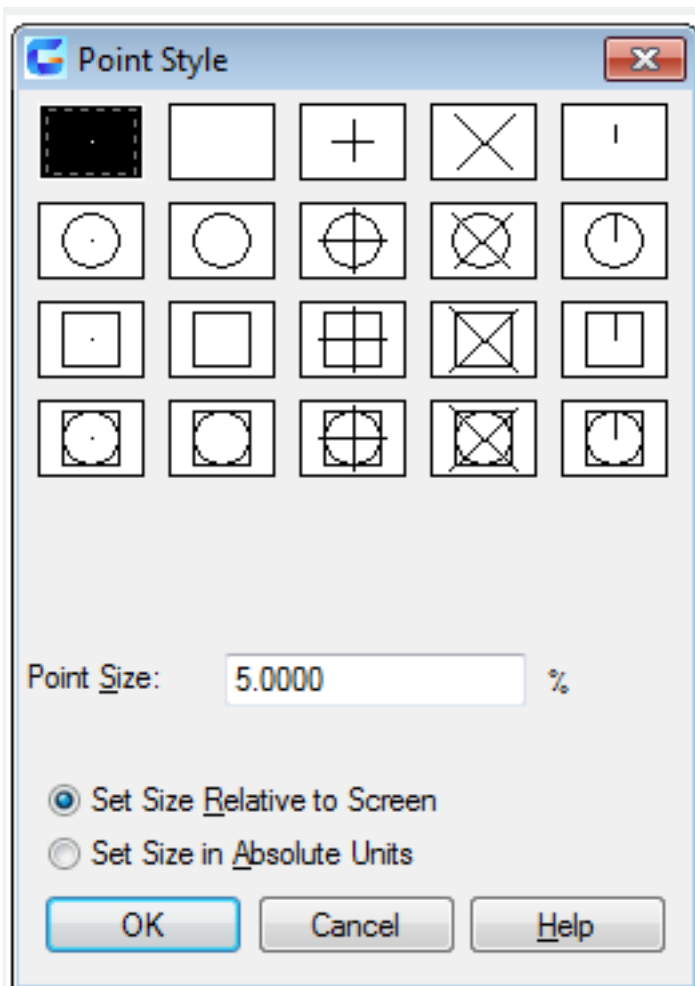 Point Style
Point Size: 5.0000 %
Set Size Relative to Screen
Set Size in Absolute Units
OK Cancel Help